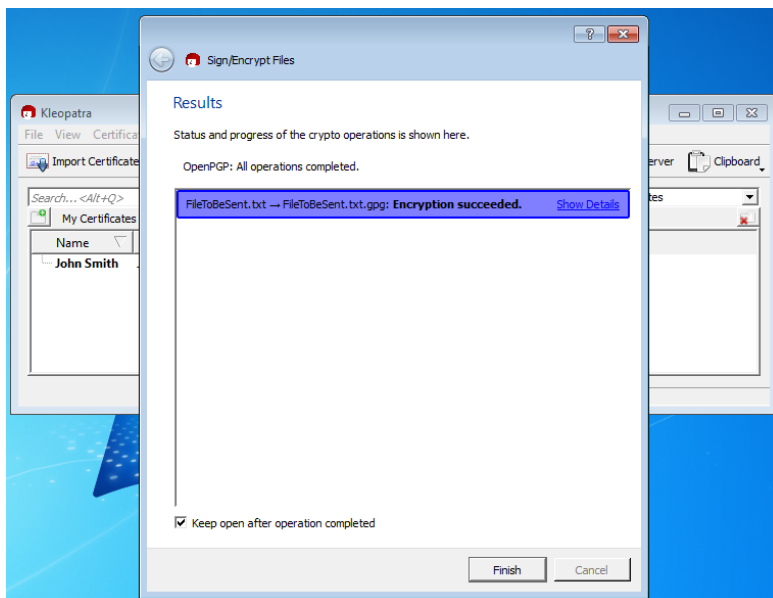 Sign/Encrypt Files
Kleopatra
File View Certifica
Import Certificate
erver Clipboard
Search...<Alt+Q>
tes
My Certificates
Name
John Smith
Results
Status and progress of the crypto operations is shown here.
OpenPGP: All operations completed.
FileToBeSent.txt → FileToBeSent.txt.gpg: Encryption succeeded. Show Details
Keep open after operation completed
Finish Cancel